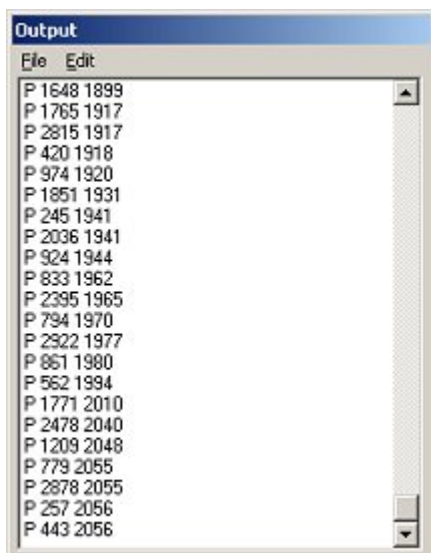 Output
File Edit
P 1648 1899
P 1765 1917
P 2815 1917
P 420 1918
P 974 1920
P 1851 1931
P 245 1941
P 2036 1941
P 924 1944
P 833 1962
P 2395 1965
P 794 1970
P 2922 1977
P 861 1980
P 562 1994
P 1771 2010
P 2478 2040
P 1209 2048
P 779 2055
P 2878 2055
P 257 2056
P 443 2056